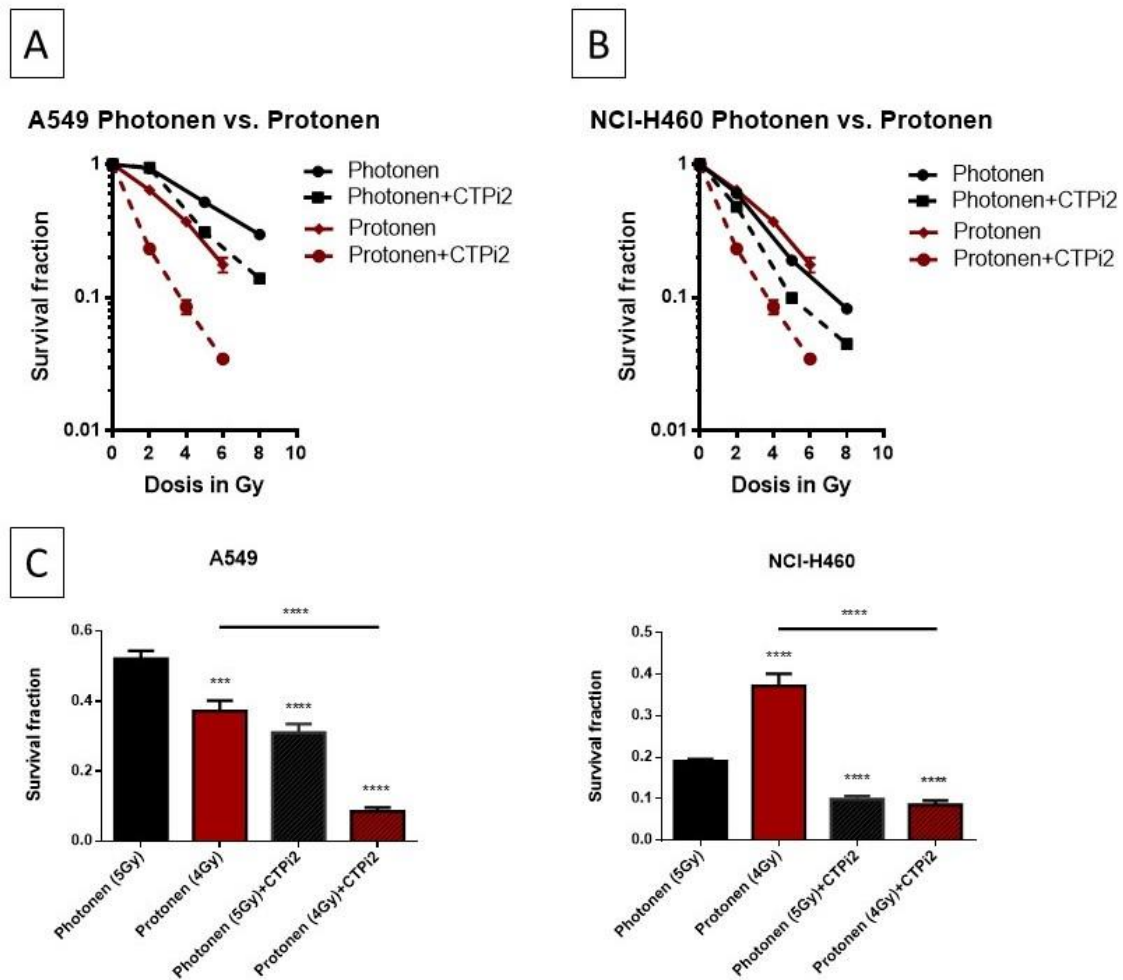 A
B
A549 Photonen vs. Protonen
NCI-H460 Photonen vs. Protonen
Survival fraction
1
0.1
0.01
0 2 4 6 8 10
Dosis in Gy
Photonen
Photonen+CTPi2
Protonen
Protonen+CTPi2
Survival fraction
1
0.1
0.01
0 2 4 6 8 10
Dosis in Gy
Photonen
Photonen+CTPi2
Protonen
Protonen+CTPi2
C
A549
Survival fraction
0.6
0.4
0.2
0.0
****
***
****
****
Photonen (5Gy)
Protonen (4Gy)
Photonen (5Gy)+CTPi2
Protonen (4Gy)+CTPi2
NCI-H460
Survival fraction
0.5
0.4
0.3
0.2
0.1
0.0
****
****
****
****
Photonen (5Gy)
Protonen (4Gy)
Photonen (5Gy)+CTPi2
Protonen (4Gy)+CTPi2